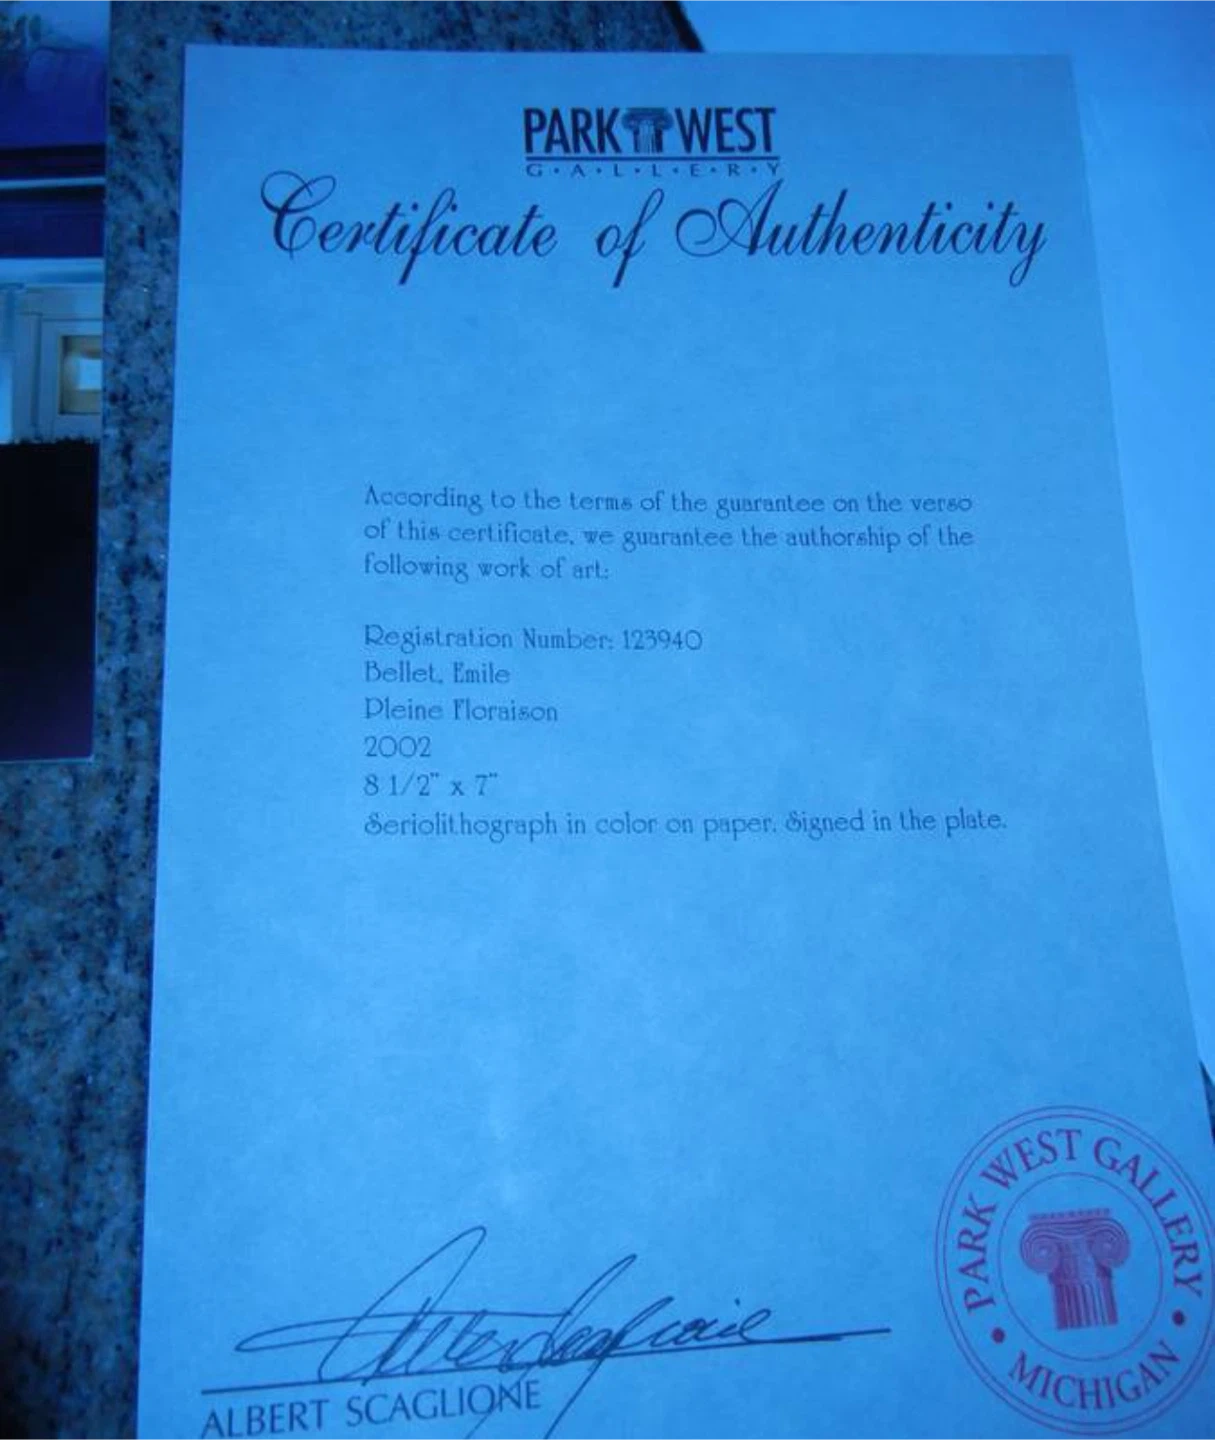 PARK WEST
G·A·L·L·E·R·Y
Certificate of Authenticity
According to the terms of the guarantee on the verso
of this certificate, we guarantee the authorship of the
following work of art:
Registration Number: 123940
Bellet, Emile
Pleine Floraison
2002
8 1/2" x 7"
Seriolithograph in color on paper. Signed in the plate.
ALBERT SCAGLIONE
PARK WEST GALLERY
• MICHIGAN •